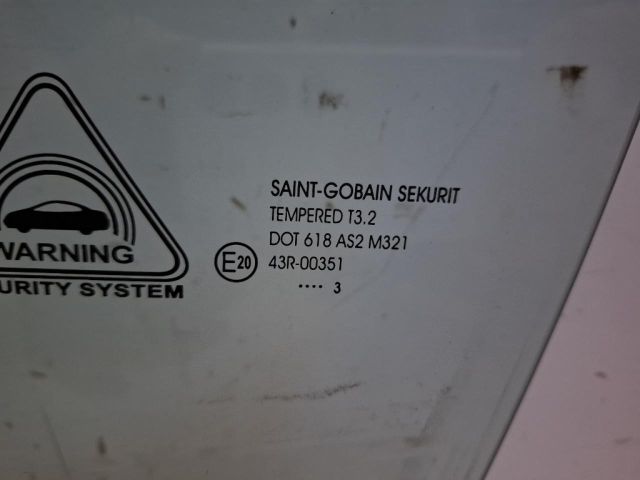 WARNING
URITY SYSTEM
SAINT-GOBAIN SEKURIT
TEMPERED T3.2
DOT 618 AS2 M321
E20 43R-00351
.... 3